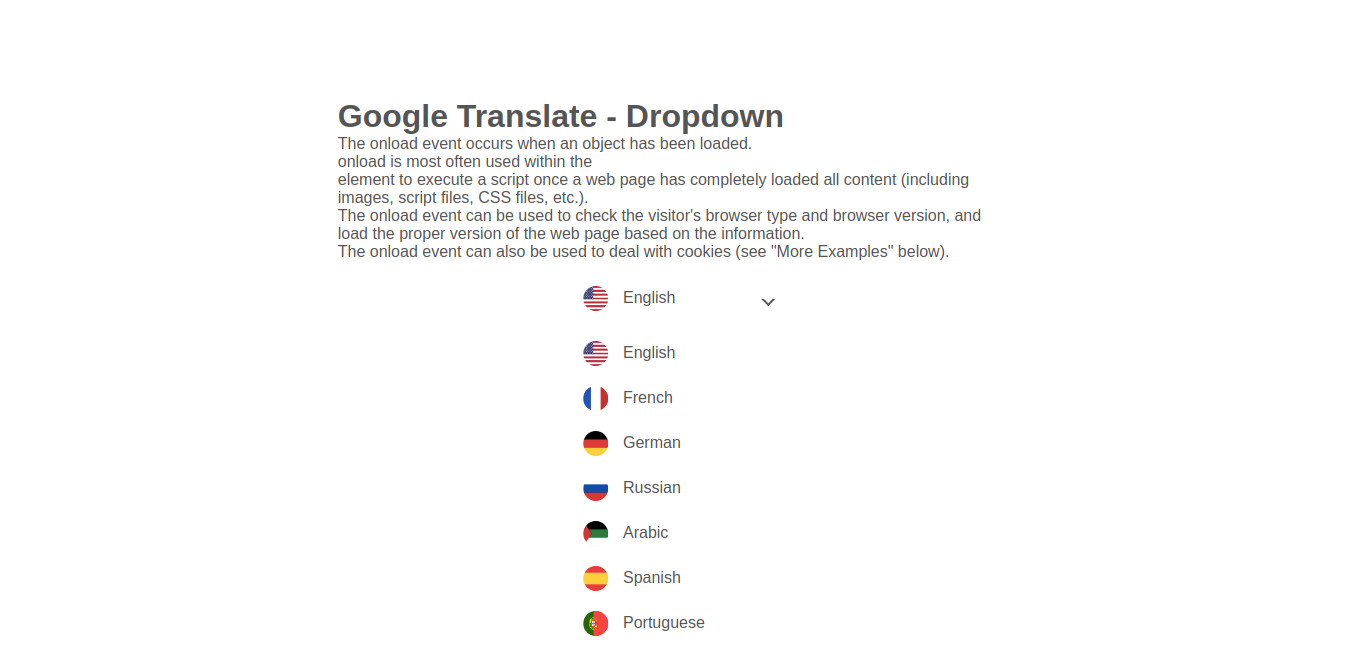 Google Translate - Dropdown
The onload event occurs when an object has been loaded.
onload is most often used within the
element to execute a script once a web page has completely loaded all content (including
images, script files, CSS files, etc.).
The onload event can be used to check the visitor's browser type and browser version, and
load the proper version of the web page based on the information.
The onload event can also be used to deal with cookies (see "More Examples" below).
English
English
French
German
Russian
Arabic
Spanish
Portuguese